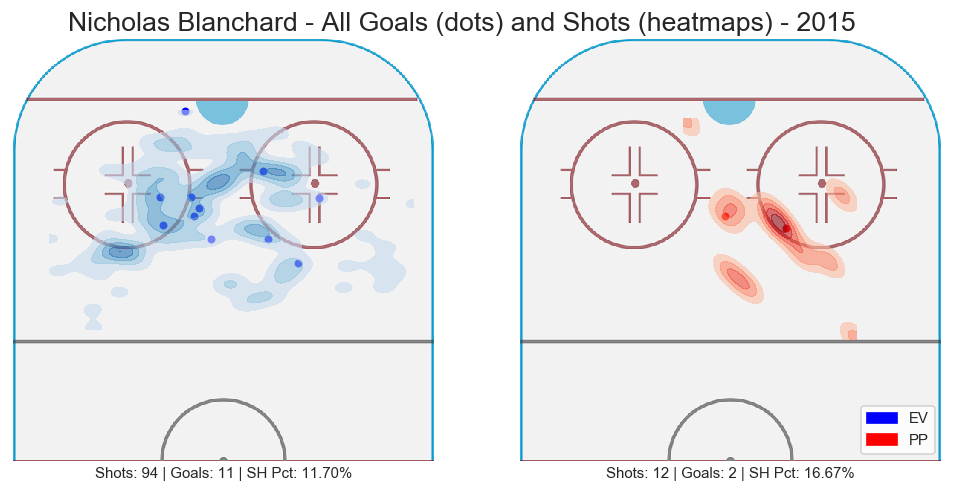 Nicholas Blanchard - All Goals (dots) and Shots (heatmaps) - 2015
EV
PP
Shots: 94 | Goals: 11 | SH Pct: 11.70%
Shots: 12 | Goals: 2 | SH Pct: 16.67%